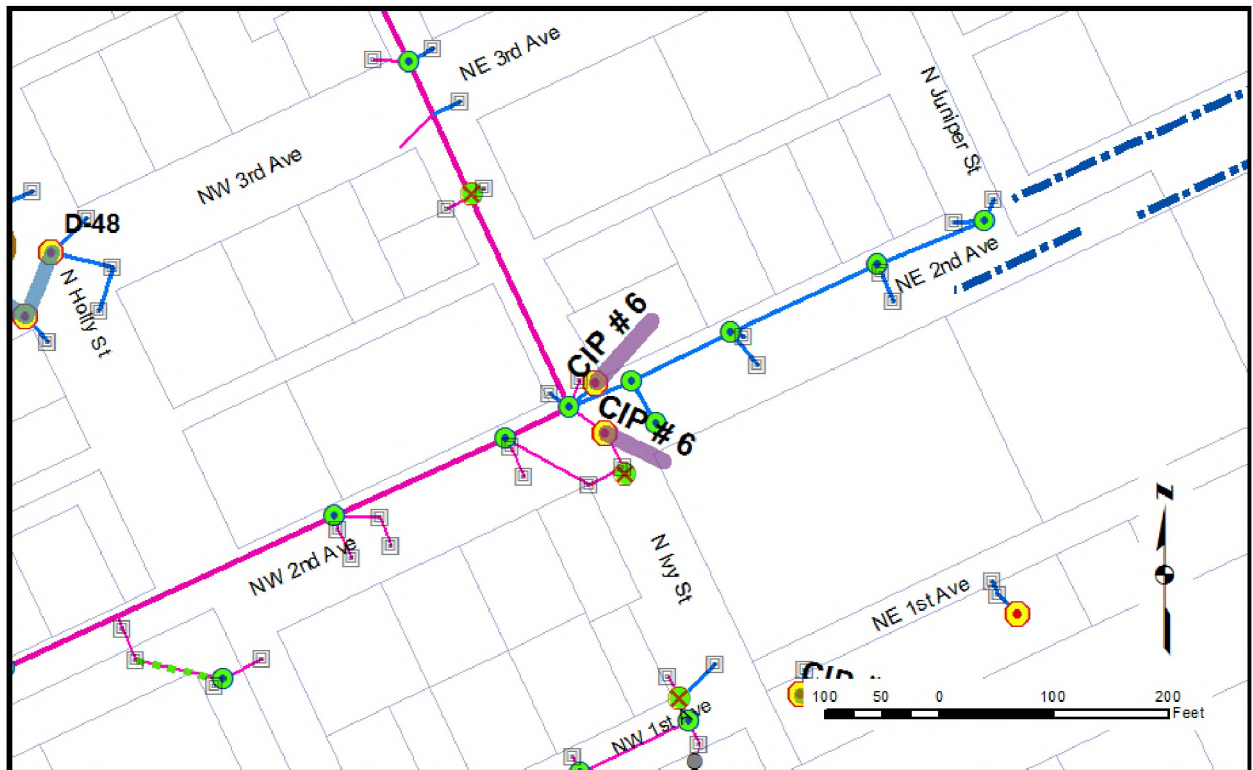 NE 3rd Ave
N Juniper St
NW 3rd Ave
D-48
N Holly St
NE 2nd Ave
CIP # 6
CIP # 6
NW 2nd Ave
N Ivy St
NE 1st Ave
NW 1st Ave
CIP
100 50 0 100 200
Feet
N